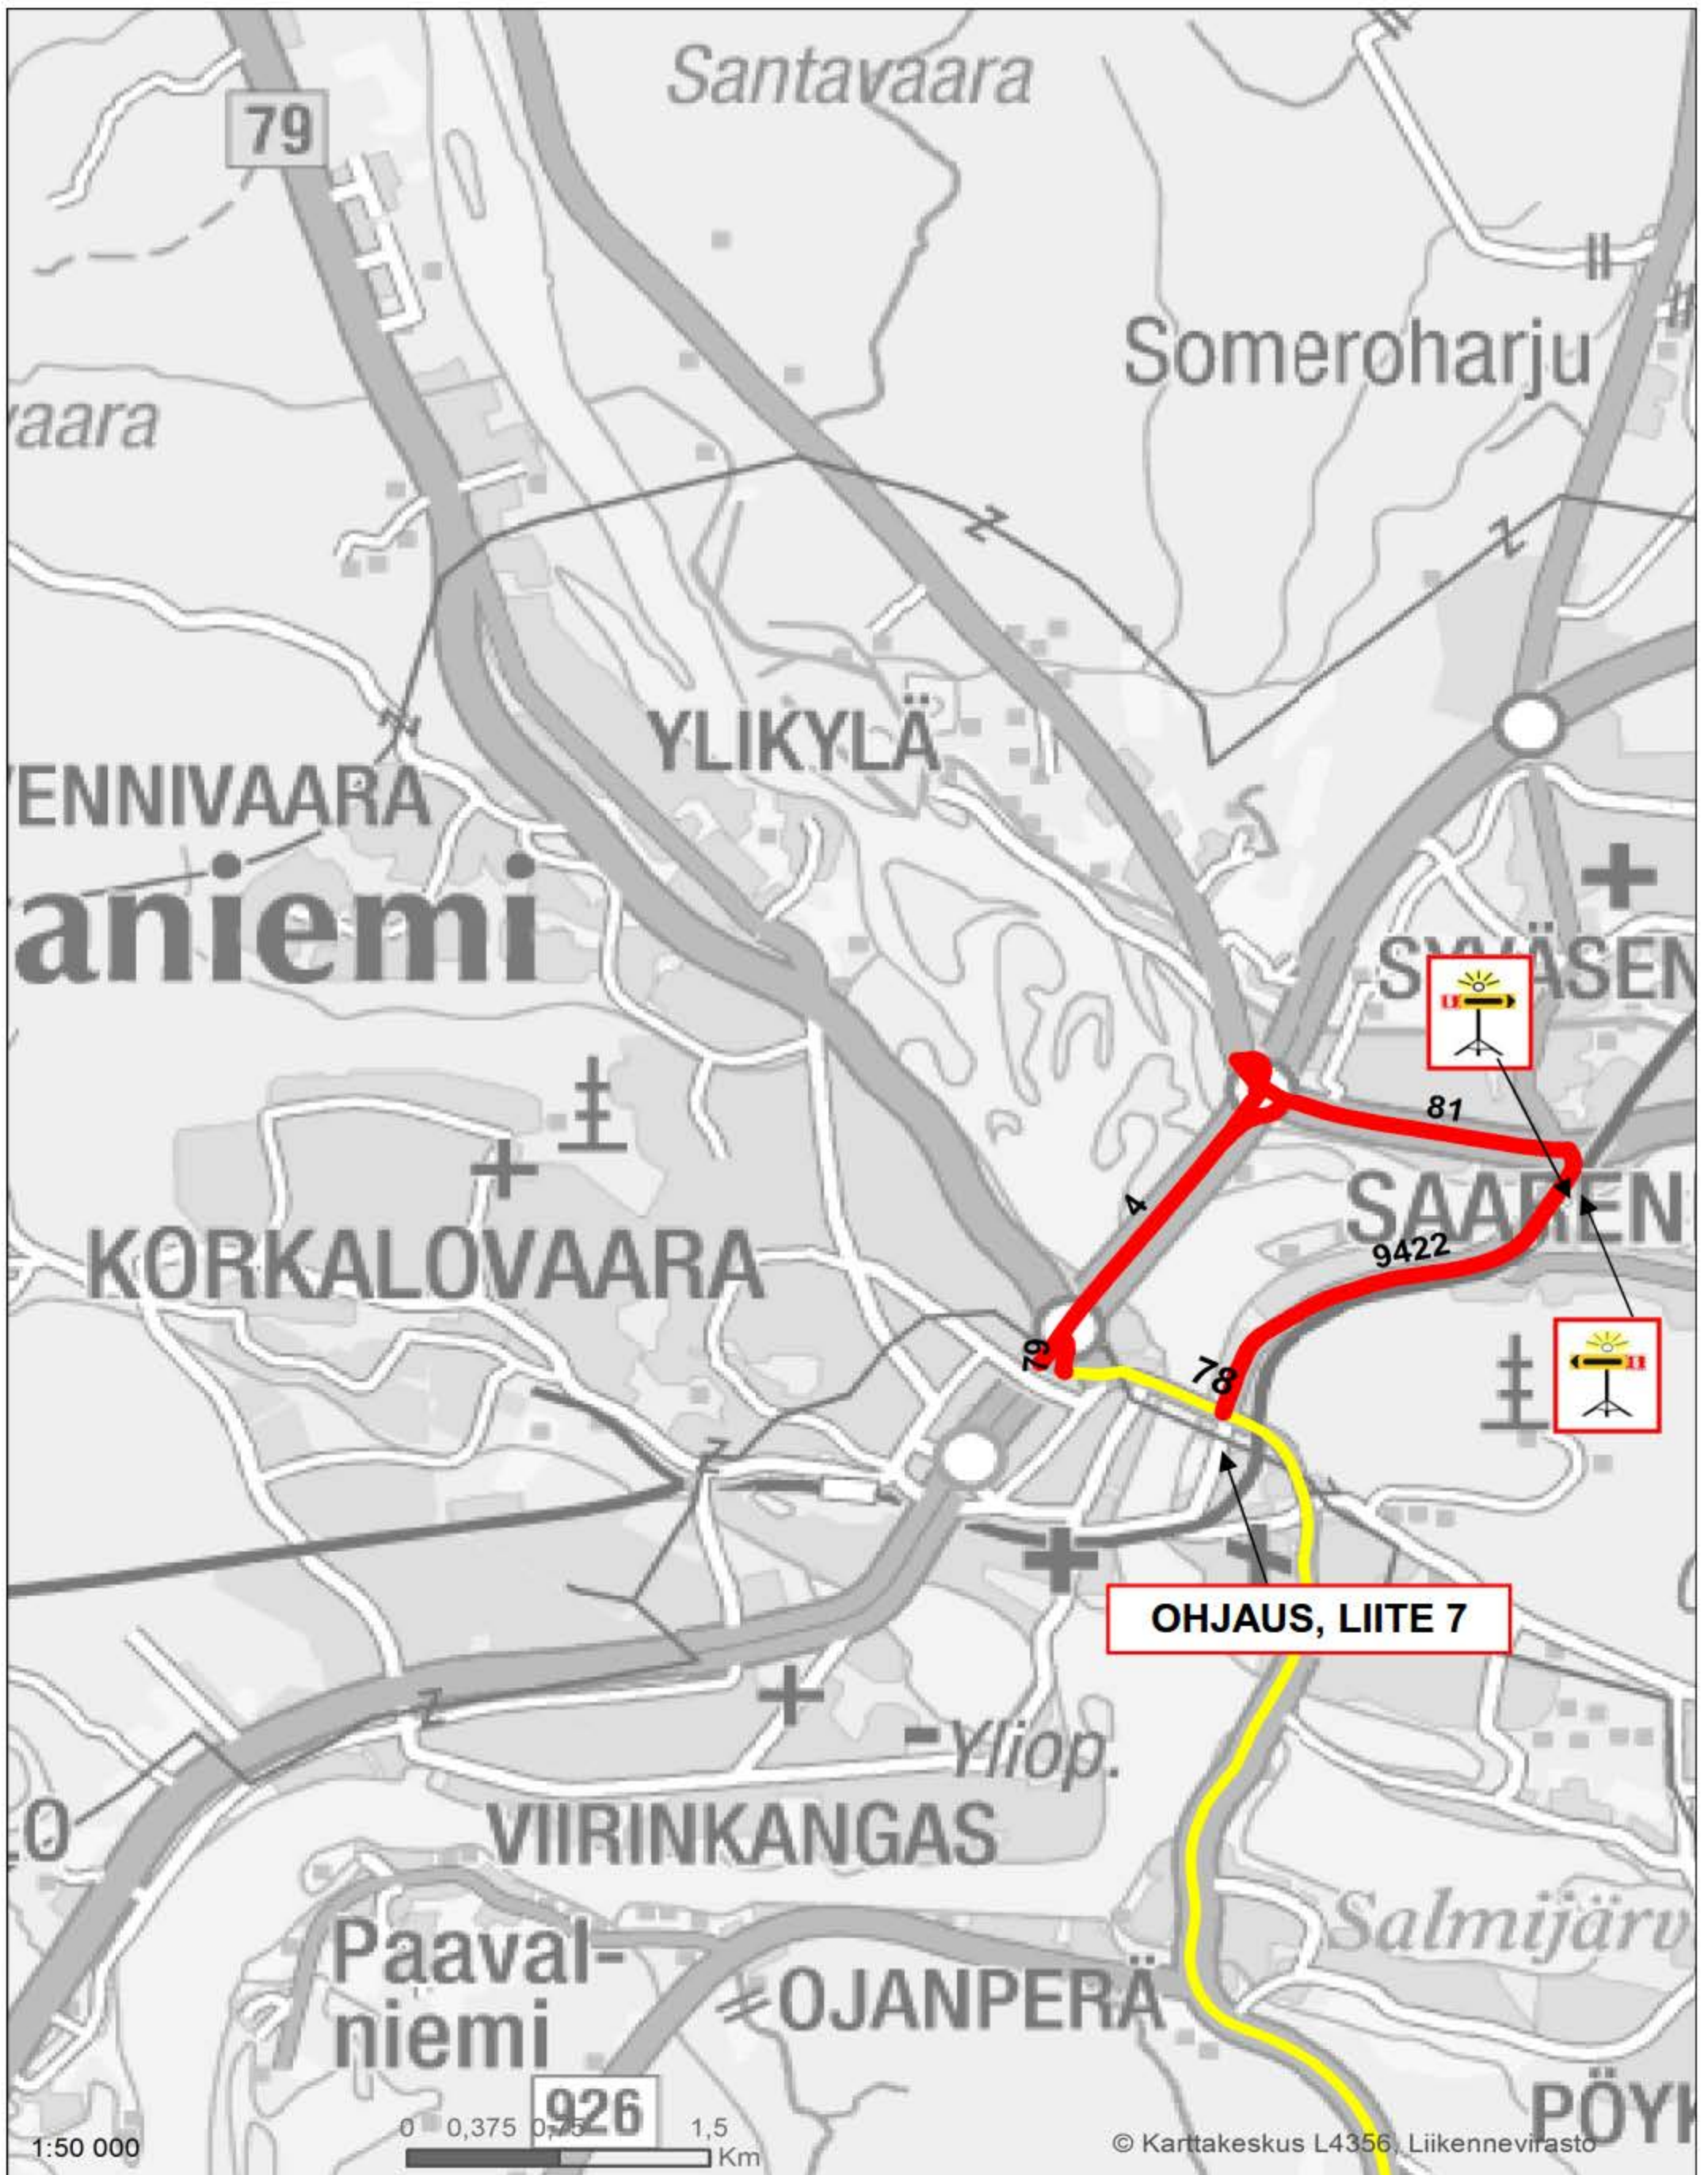 Santavaara
79
Someroharju
vaara
YLIKYLÄ
VENNIVAARA
aniemi
81
4
SAAREN
9422
KORKALOVAARA
79
78
OHJAUS, LIITE 7
Yliop.
VIIRINKANGAS
LO
Salmijärv
Paaval-
niemi
OJANPERÄ
926
PÖYK
0 0,375 0,75 1,5
Km
1:50 000
© Karttakeskus L4356, Liikennevirasto